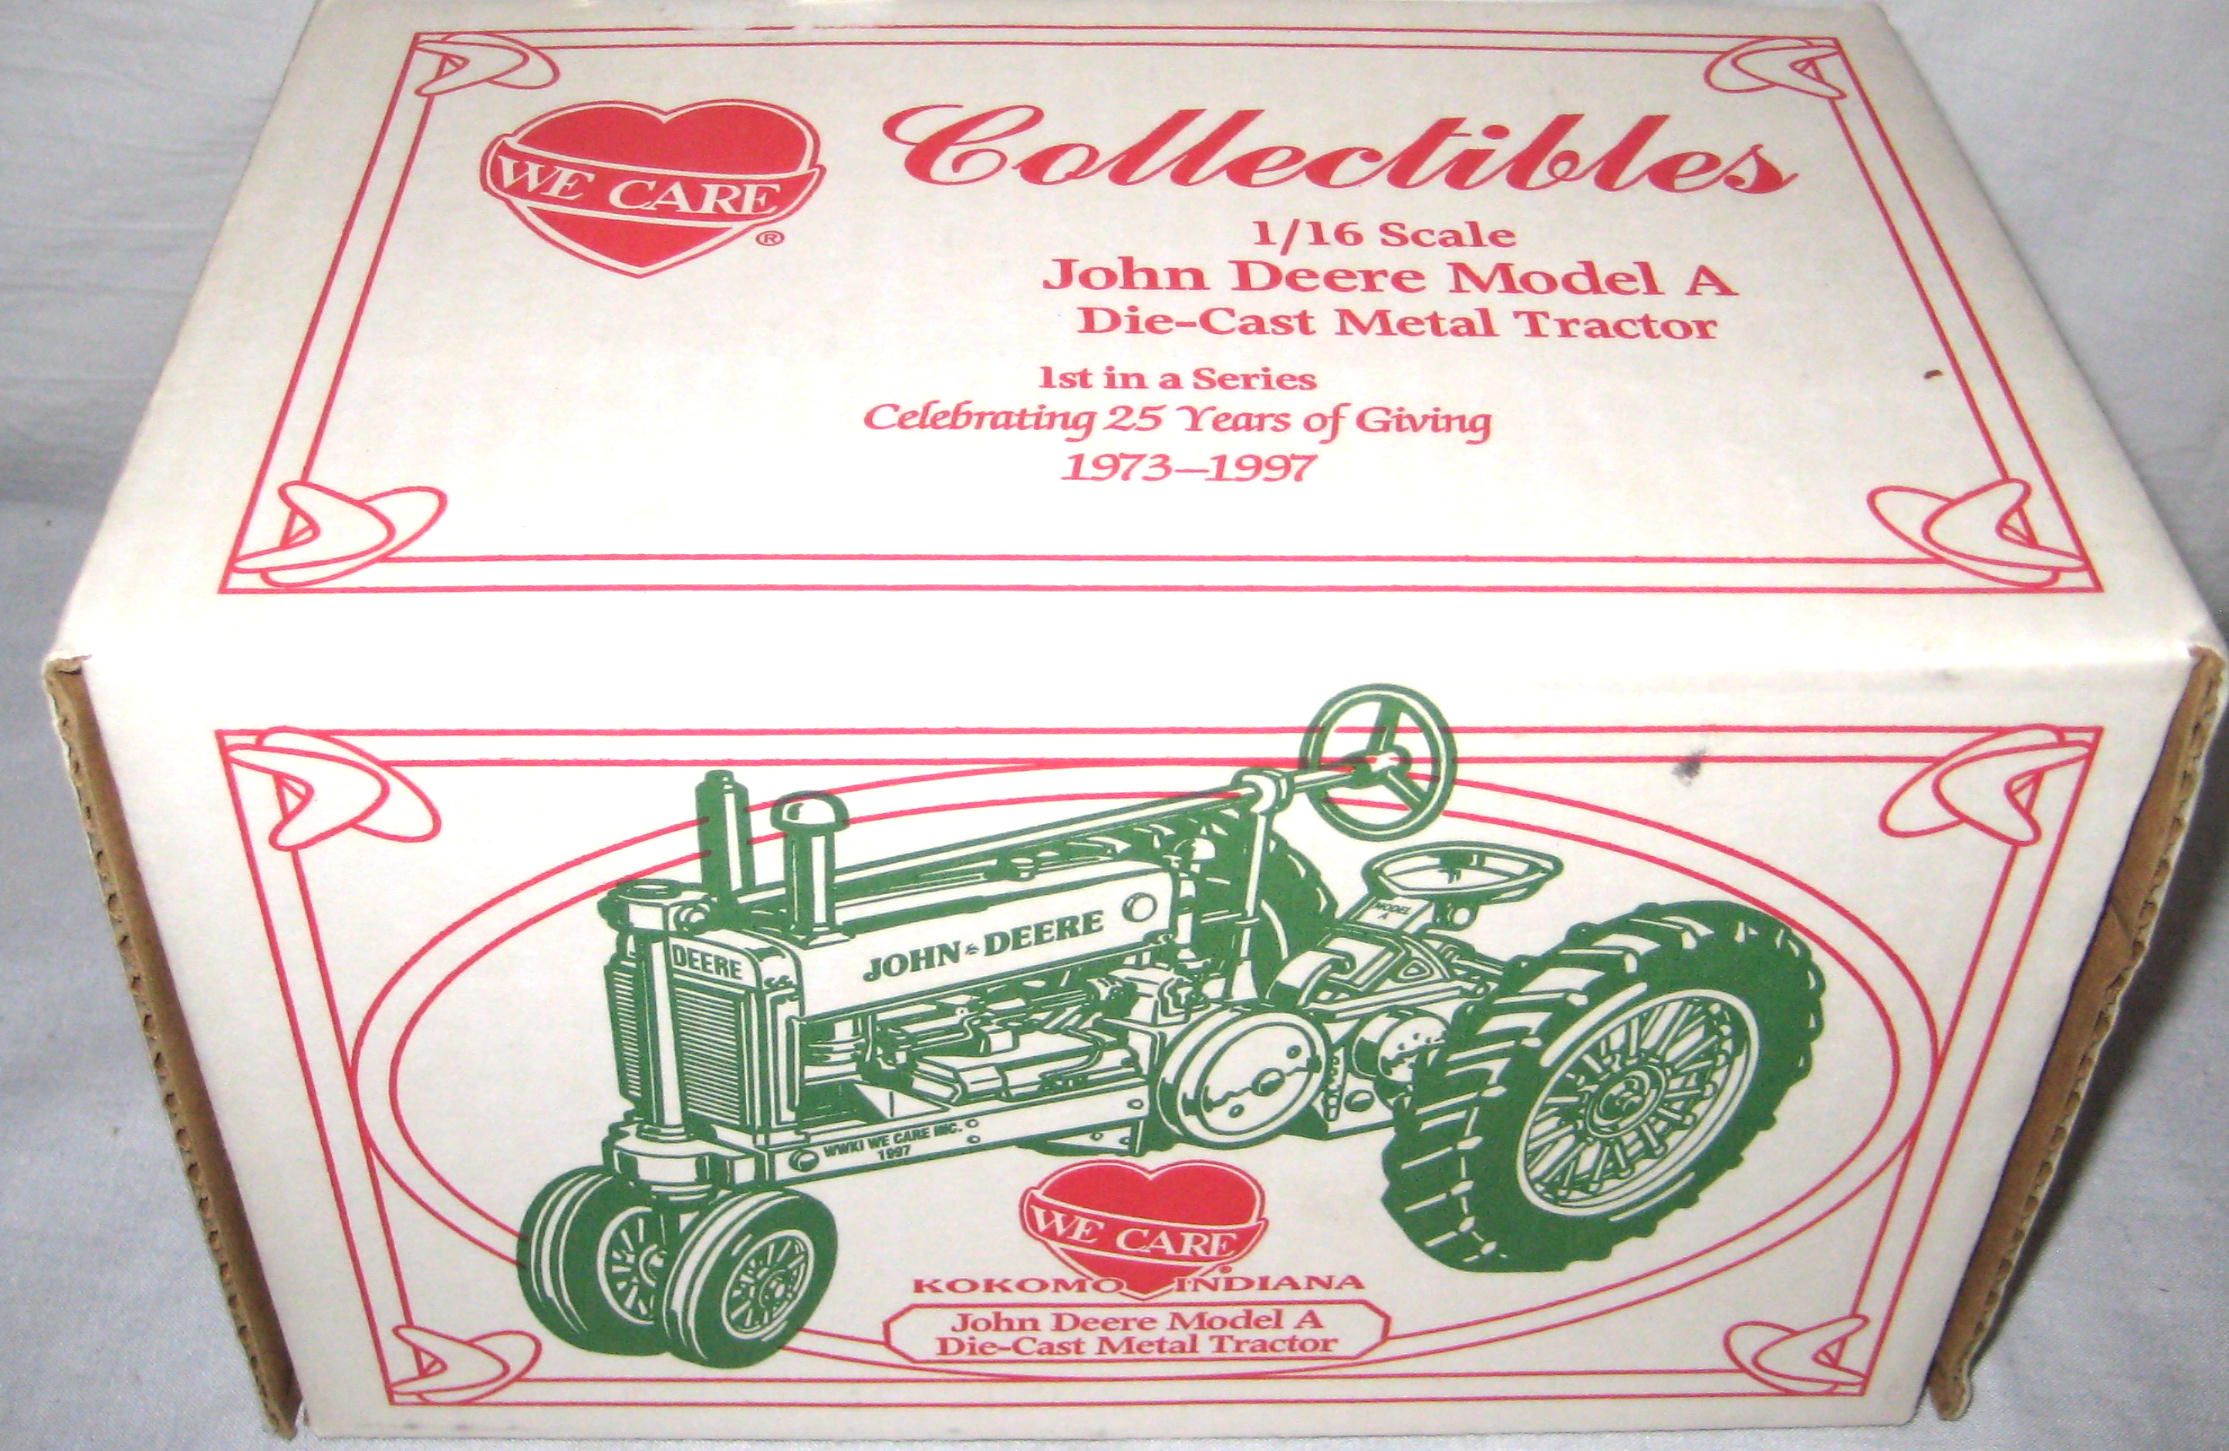 WE CARE
®
Collectibles
1/16 Scale
John Deere Model A
Die-Cast Metal Tractor
1st in a Series
Celebrating 25 Years of Giving
1973–1997
MODEL
A
DEERE
JOHN DEERE
WWKI WE CARE INC.
1997
WE CARE
®
KOKOMO INDIANA
John Deere Model A
Die-Cast Metal Tractor